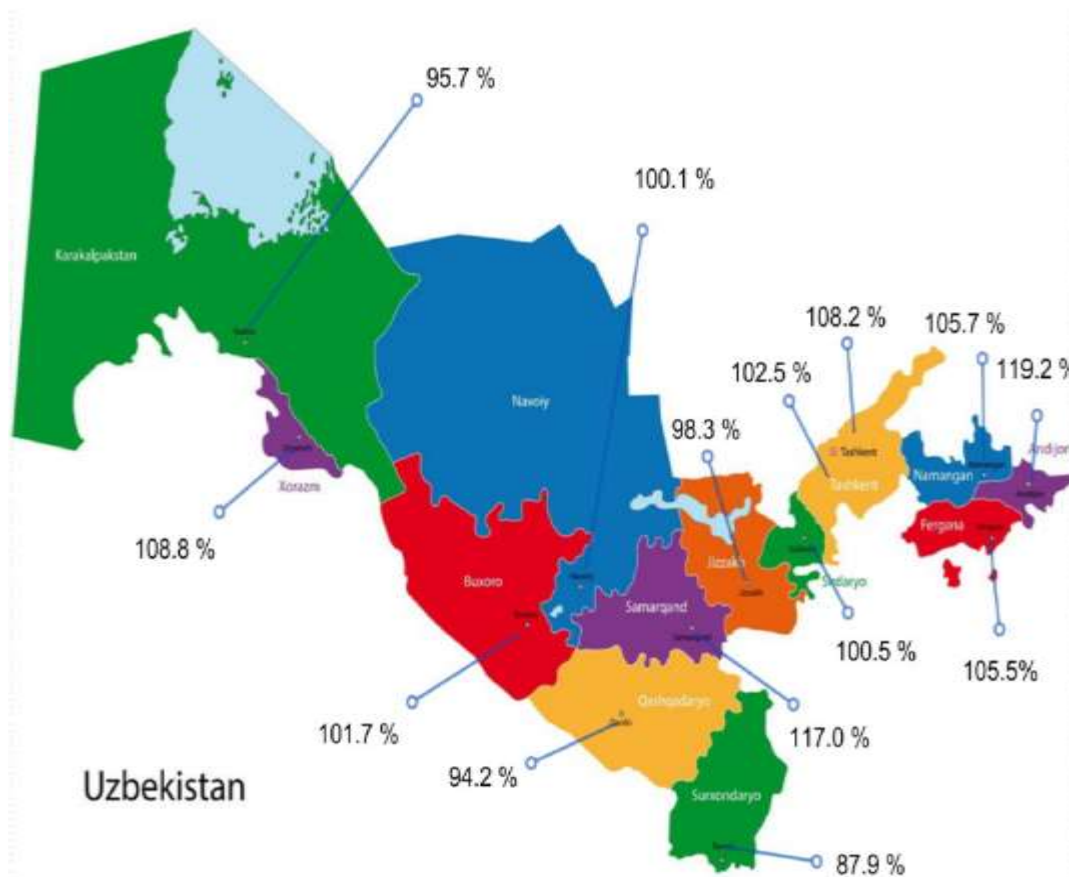 95.7 %
100.1 %
Karakalpakstan
108.2 %
105.7 %
119.2 %
102.5 %
Navoiy
98.3 %
Andijon
Tashkent
Namangan
Tashkent
Xorazm
Fergana
108.8 %
Buxoro
Jizzakh
Sirdaryo
Samarqand
100.5 %
105.5%
Qashqadaryo
101.7 %
117.0 %
94.2 %
Uzbekistan
Surxondaryo
87.9 %